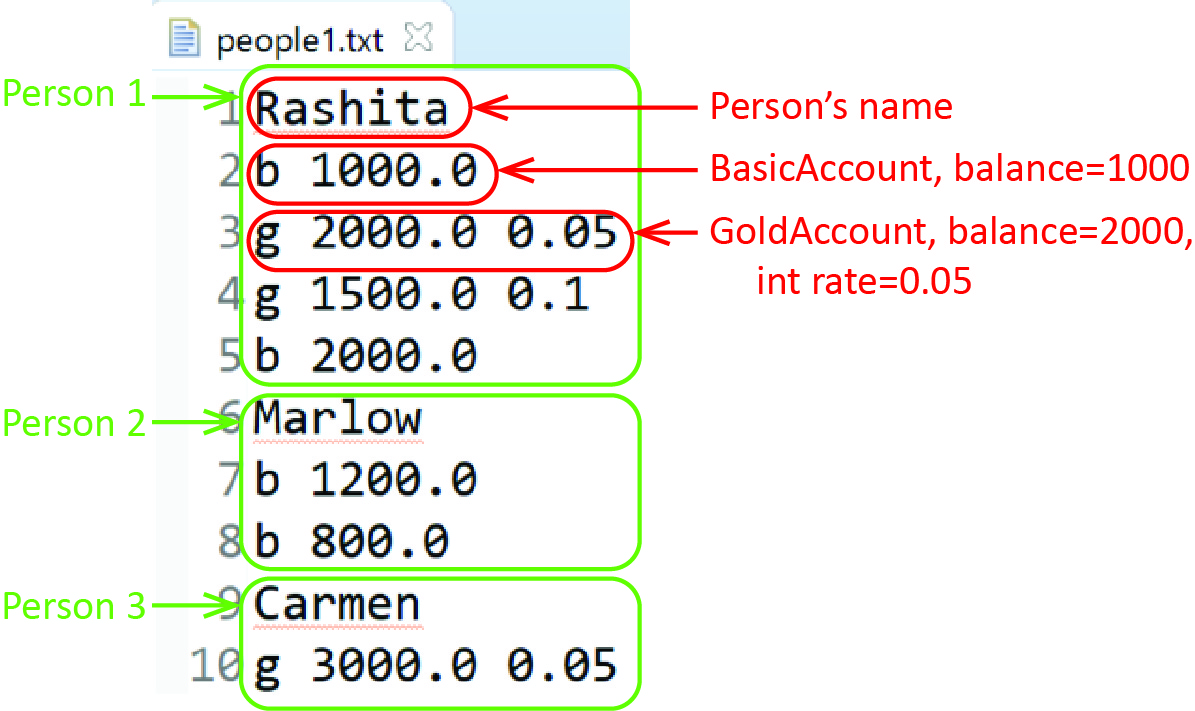 people1.txt
Person 1
1 Rashita
Person's name
2 b 1000.0
BasicAccount, balance=1000
3 g 2000.0 0.05
GoldAccount, balance=2000,
int rate=0.05
4 g 1500.0 0.1
5 b 2000.0
Person 2
6 Marlow
7 b 1200.0
8 b 800.0
Person 3
9 Carmen
10 g 3000.0 0.05